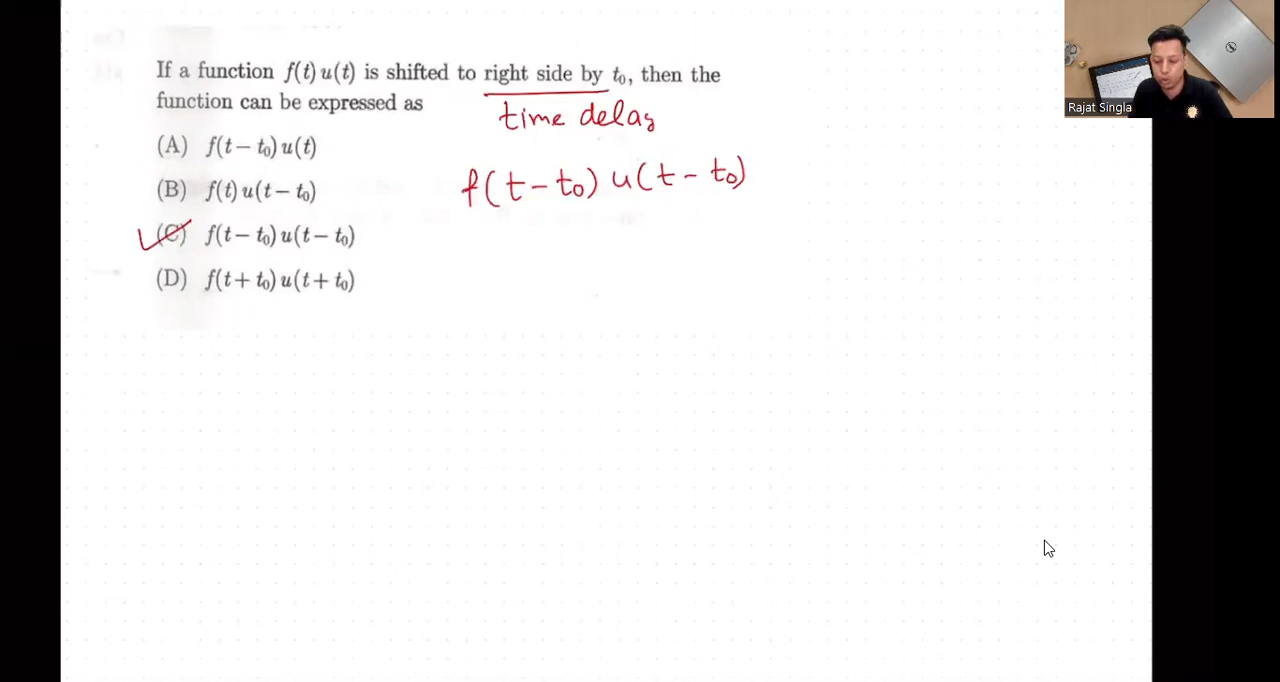 If a function f(t) u(t) is shifted to right side by t₀, then the
function can be expressed as
time delay
(A) f(t − t₀) u(t)
f(t − t₀) u(t − t₀)
(B) f(t) u(t − t₀)
(C) f(t − t₀) u(t − t₀)
(D) f(t + t₀) u(t + t₀)
Rajat Singla